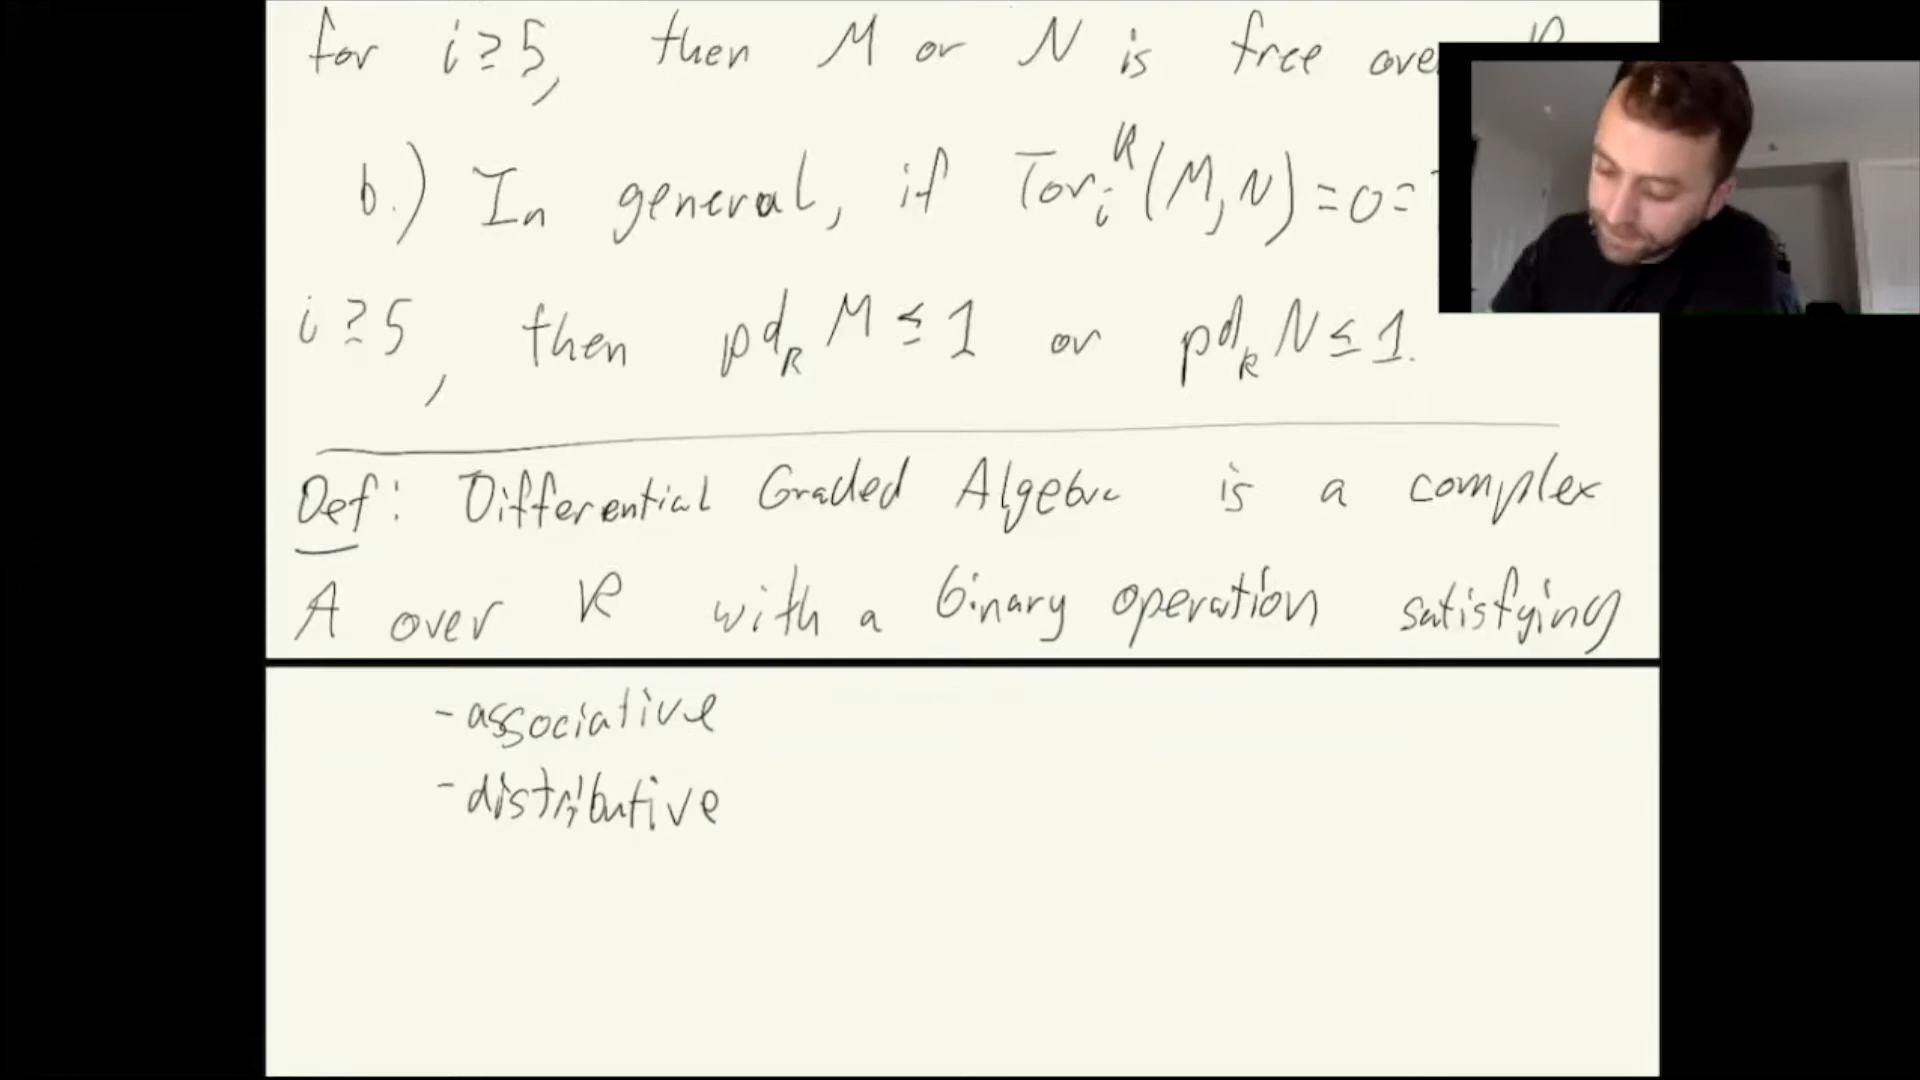 for i ≥ 5, then M or N is free over R
b.) In general, if Tor_i^R (M, N) = 0 =
i ≥ 5, then pd_R M ≤ 1 or pd_R N ≤ 1.
Def: Differential Graded Algebra is a complex
A over R with a binary operation satisfying
- associative
- distributive